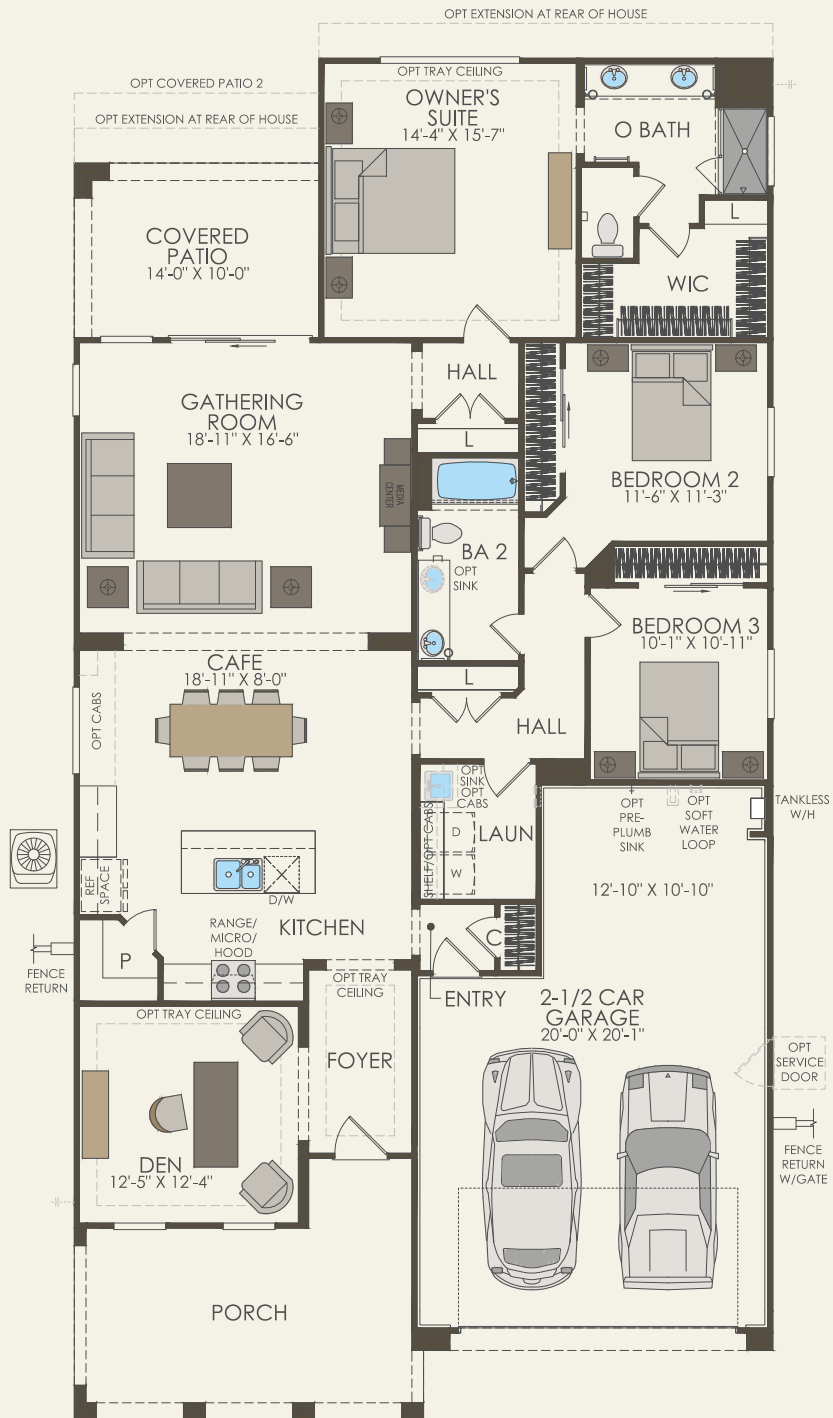 OPT EXTENSION AT REAR OF HOUSE
OPT COVERED PATIO 2
OPT EXTENSION AT REAR OF HOUSE
OPT TRAY CEILING
OWNER'S
SUITE
14'-4" X 15'-7"
O BATH
L
WIC
COVERED
PATIO
14'-0" X 10'-0"
HALL
L
GATHERING
ROOM
18'-11" X 16'-6"
MEDIA
CENTER
BEDROOM 2
11'-6" X 11'-3"
BA 2
OPT
SINK
BEDROOM 3
10'-1" X 10'-11"
CAFE
18'-11" X 8'-0"
OPT CABS
L
HALL
OPT
SINK
OPT
CABS
SHELF/OPT CABS
D
W
LAUN
OPT
PRE-
PLUMB
SINK
OPT
SOFT
WATER
LOOP
TANKLESS
W/H
12'-10" X 10'-10"
REF
SPACE
D/W
KITCHEN
RANGE/
MICRO/
HOOD
P
FENCE
RETURN
C
ENTRY
OPT TRAY
CEILING
FOYER
2-1/2 CAR
GARAGE
20'-0" X 20'-1"
OPT
SERVICE
DOOR
FENCE
RETURN
W/GATE
OPT TRAY CEILING
DEN
12'-5" X 12'-4"
PORCH